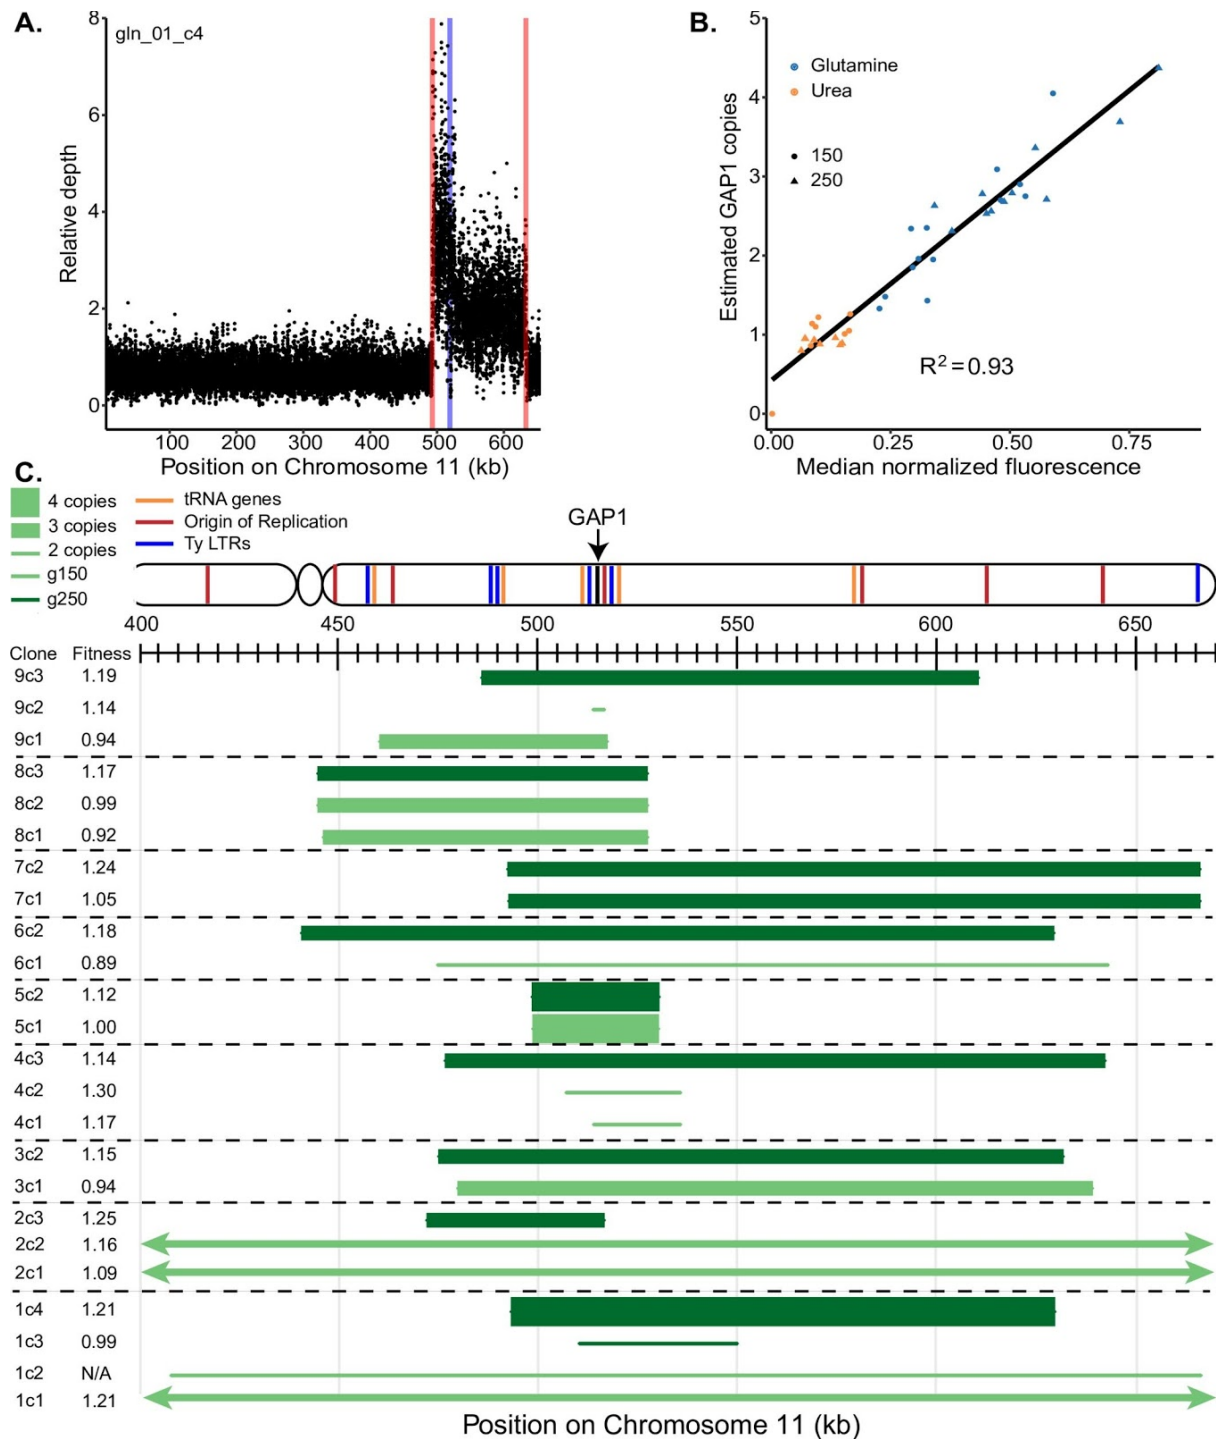 A.
gln_01_c4
8
6
4
2
0
Relative depth
100 200 300 400 500 600
Position on Chromosome 11 (kb)
B.
Glutamine
Urea
150
250
5
4
3
2
1
0
Estimated GAP1 copies
R²=0.93
0.00 0.25 0.50 0.75
Median normalized fluorescence
C.
4 copies
3 copies
2 copies
g150
g250
tRNA genes
Origin of Replication
Ty LTRs
GAP1
400 450 500 550 600 650
Clone Fitness
9c3 1.19
9c2 1.14
9c1 0.94
8c3 1.17
8c2 0.99
8c1 0.92
7c2 1.24
7c1 1.05
6c2 1.18
6c1 0.89
5c2 1.12
5c1 1.00
4c3 1.14
4c2 1.30
4c1 1.17
3c2 1.15
3c1 0.94
2c3 1.25
2c2 1.16
2c1 1.09
1c4 1.21
1c3 0.99
1c2 N/A
1c1 1.21
Position on Chromosome 11 (kb)